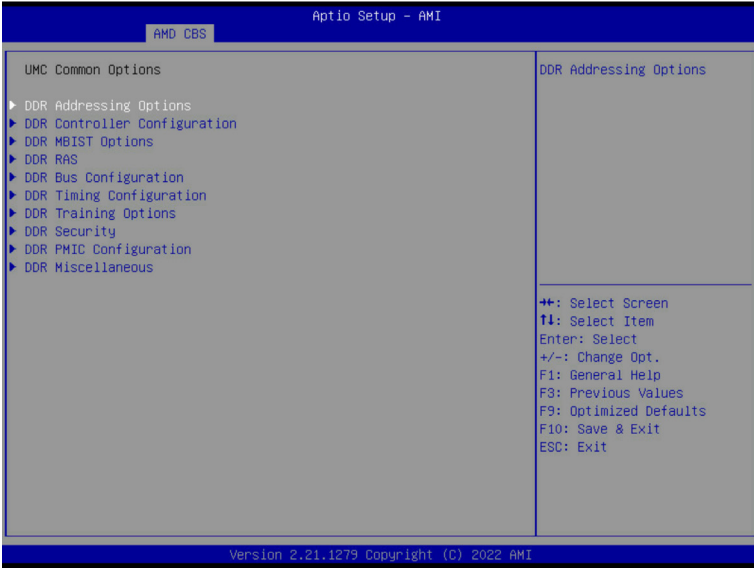 Aptio Setup – AMI
AMD CBS
UMC Common Options
DDR Addressing Options
DDR Controller Configuration
DDR MBIST Options
DDR RAS
DDR Bus Configuration
DDR Timing Configuration
DDR Training Options
DDR Security
DDR PMIC Configuration
DDR Miscellaneous
DDR Addressing Options
→←: Select Screen
↑↓: Select Item
Enter: Select
+/-: Change Opt.
F1: General Help
F3: Previous Values
F9: Optimized Defaults
F10: Save & Exit
ESC: Exit
Version 2.21.1279 Copyright (C) 2022 AMI